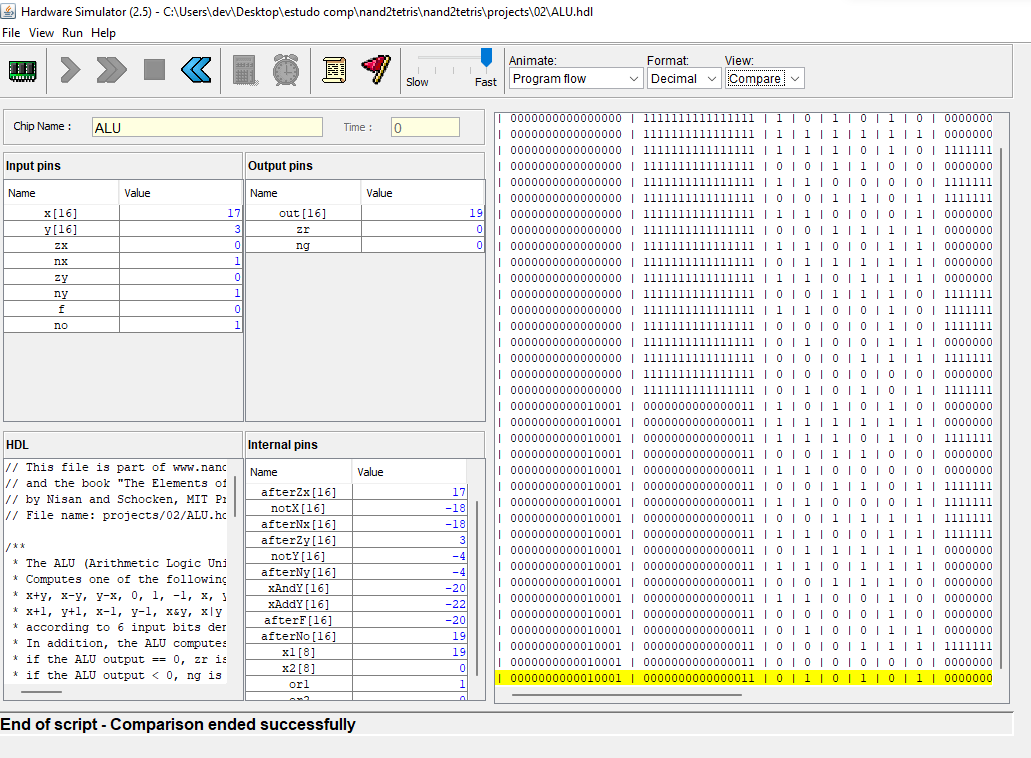 Hardware Simulator (2.5) - C:\Users\dev\Desktop\estudo comp\nand2tetris\nand2tetris\projects\02\ALU.hdl
File View Run Help
Slow Fast
Animate: Format: View:
Program flow Decimal Compare
Chip Name : ALU Time : 0
Input pins
Name Value
x[16] 17
y[16] 3
zx 0
nx 1
zy 0
ny 1
f 0
no 1
Output pins
Name Value
out[16] 19
zr 0
ng 0
HDL
// This file is part of www.nand
// and the book "The Elements of
// by Nisan and Schocken, MIT Pr
// File name: projects/02/ALU.hd
/**
* The ALU (Arithmetic Logic Uni
* Computes one of the following
* x+y, x-y, y-x, 0, 1, -1, x, y
* x+1, y+1, x-1, y-1, x&y, x|y
* according to 6 input bits den
* In addition, the ALU computes
* if the ALU output == 0, zr is
* if the ALU output < 0, ng is
Internal pins
Name Value
afterZx[16] 17
notX[16] -18
afterNx[16] -18
afterZy[16] 3
notY[16] -4
afterNy[16] -4
xAndY[16] -20
xAddY[16] -22
afterF[16] -20
afterNo[16] 19
x1[8] 19
x2[8] 0
or1 1
or2 0
| 0000000000000000 | 1111111111111111 | 1 | 0 | 1 | 0 | 1 | 0 | 0000000
| 0000000000000000 | 1111111111111111 | 1 | 1 | 1 | 1 | 1 | 1 | 0000000
| 0000000000000000 | 1111111111111111 | 1 | 1 | 1 | 0 | 1 | 0 | 1111111
| 0000000000000000 | 1111111111111111 | 0 | 0 | 1 | 1 | 0 | 0 | 0000000
| 0000000000000000 | 1111111111111111 | 1 | 1 | 0 | 0 | 0 | 0 | 1111111
| 0000000000000000 | 1111111111111111 | 0 | 0 | 1 | 1 | 0 | 1 | 1111111
| 0000000000000000 | 1111111111111111 | 1 | 1 | 0 | 0 | 0 | 1 | 0000000
| 0000000000000000 | 1111111111111111 | 0 | 0 | 1 | 1 | 1 | 1 | 0000000
| 0000000000000000 | 1111111111111111 | 1 | 1 | 0 | 0 | 1 | 1 | 0000000
| 0000000000000000 | 1111111111111111 | 0 | 1 | 1 | 1 | 1 | 1 | 0000000
| 0000000000000000 | 1111111111111111 | 1 | 1 | 0 | 1 | 1 | 1 | 0000000
| 0000000000000000 | 1111111111111111 | 0 | 0 | 1 | 1 | 1 | 0 | 1111111
| 0000000000000000 | 1111111111111111 | 1 | 1 | 0 | 0 | 1 | 0 | 1111111
| 0000000000000000 | 1111111111111111 | 0 | 0 | 0 | 0 | 1 | 0 | 1111111
| 0000000000000000 | 1111111111111111 | 0 | 1 | 0 | 0 | 1 | 1 | 0000000
| 0000000000000000 | 1111111111111111 | 0 | 0 | 0 | 1 | 1 | 1 | 1111111
| 0000000000000000 | 1111111111111111 | 0 | 0 | 0 | 0 | 0 | 0 | 0000000
| 0000000000000000 | 1111111111111111 | 0 | 1 | 0 | 1 | 0 | 1 | 1111111
| 0000000000010001 | 0000000000000011 | 1 | 0 | 1 | 0 | 1 | 0 | 0000000
| 0000000000010001 | 0000000000000011 | 1 | 1 | 1 | 1 | 1 | 1 | 0000000
| 0000000000010001 | 0000000000000011 | 1 | 1 | 1 | 0 | 1 | 0 | 1111111
| 0000000000010001 | 0000000000000011 | 0 | 0 | 1 | 1 | 0 | 0 | 0000000
| 0000000000010001 | 0000000000000011 | 1 | 1 | 0 | 0 | 0 | 0 | 0000000
| 0000000000010001 | 0000000000000011 | 0 | 0 | 1 | 1 | 0 | 1 | 1111111
| 0000000000010001 | 0000000000000011 | 1 | 1 | 0 | 0 | 0 | 1 | 1111111
| 0000000000010001 | 0000000000000011 | 0 | 0 | 1 | 1 | 1 | 1 | 1111111
| 0000000000010001 | 0000000000000011 | 1 | 1 | 0 | 0 | 1 | 1 | 1111111
| 0000000000010001 | 0000000000000011 | 0 | 1 | 1 | 1 | 1 | 1 | 0000000
| 0000000000010001 | 0000000000000011 | 1 | 1 | 0 | 1 | 1 | 1 | 0000000
| 0000000000010001 | 0000000000000011 | 0 | 0 | 1 | 1 | 1 | 0 | 0000000
| 0000000000010001 | 0000000000000011 | 1 | 1 | 0 | 0 | 1 | 0 | 0000000
| 0000000000010001 | 0000000000000011 | 0 | 0 | 0 | 0 | 1 | 0 | 0000000
| 0000000000010001 | 0000000000000011 | 0 | 1 | 0 | 0 | 1 | 1 | 0000000
| 0000000000010001 | 0000000000000011 | 0 | 0 | 0 | 1 | 1 | 1 | 1111111
| 0000000000010001 | 0000000000000011 | 0 | 0 | 0 | 0 | 0 | 0 | 0000000
| 0000000000010001 | 0000000000000011 | 0 | 1 | 0 | 1 | 0 | 1 | 0000000
End of script - Comparison ended successfully